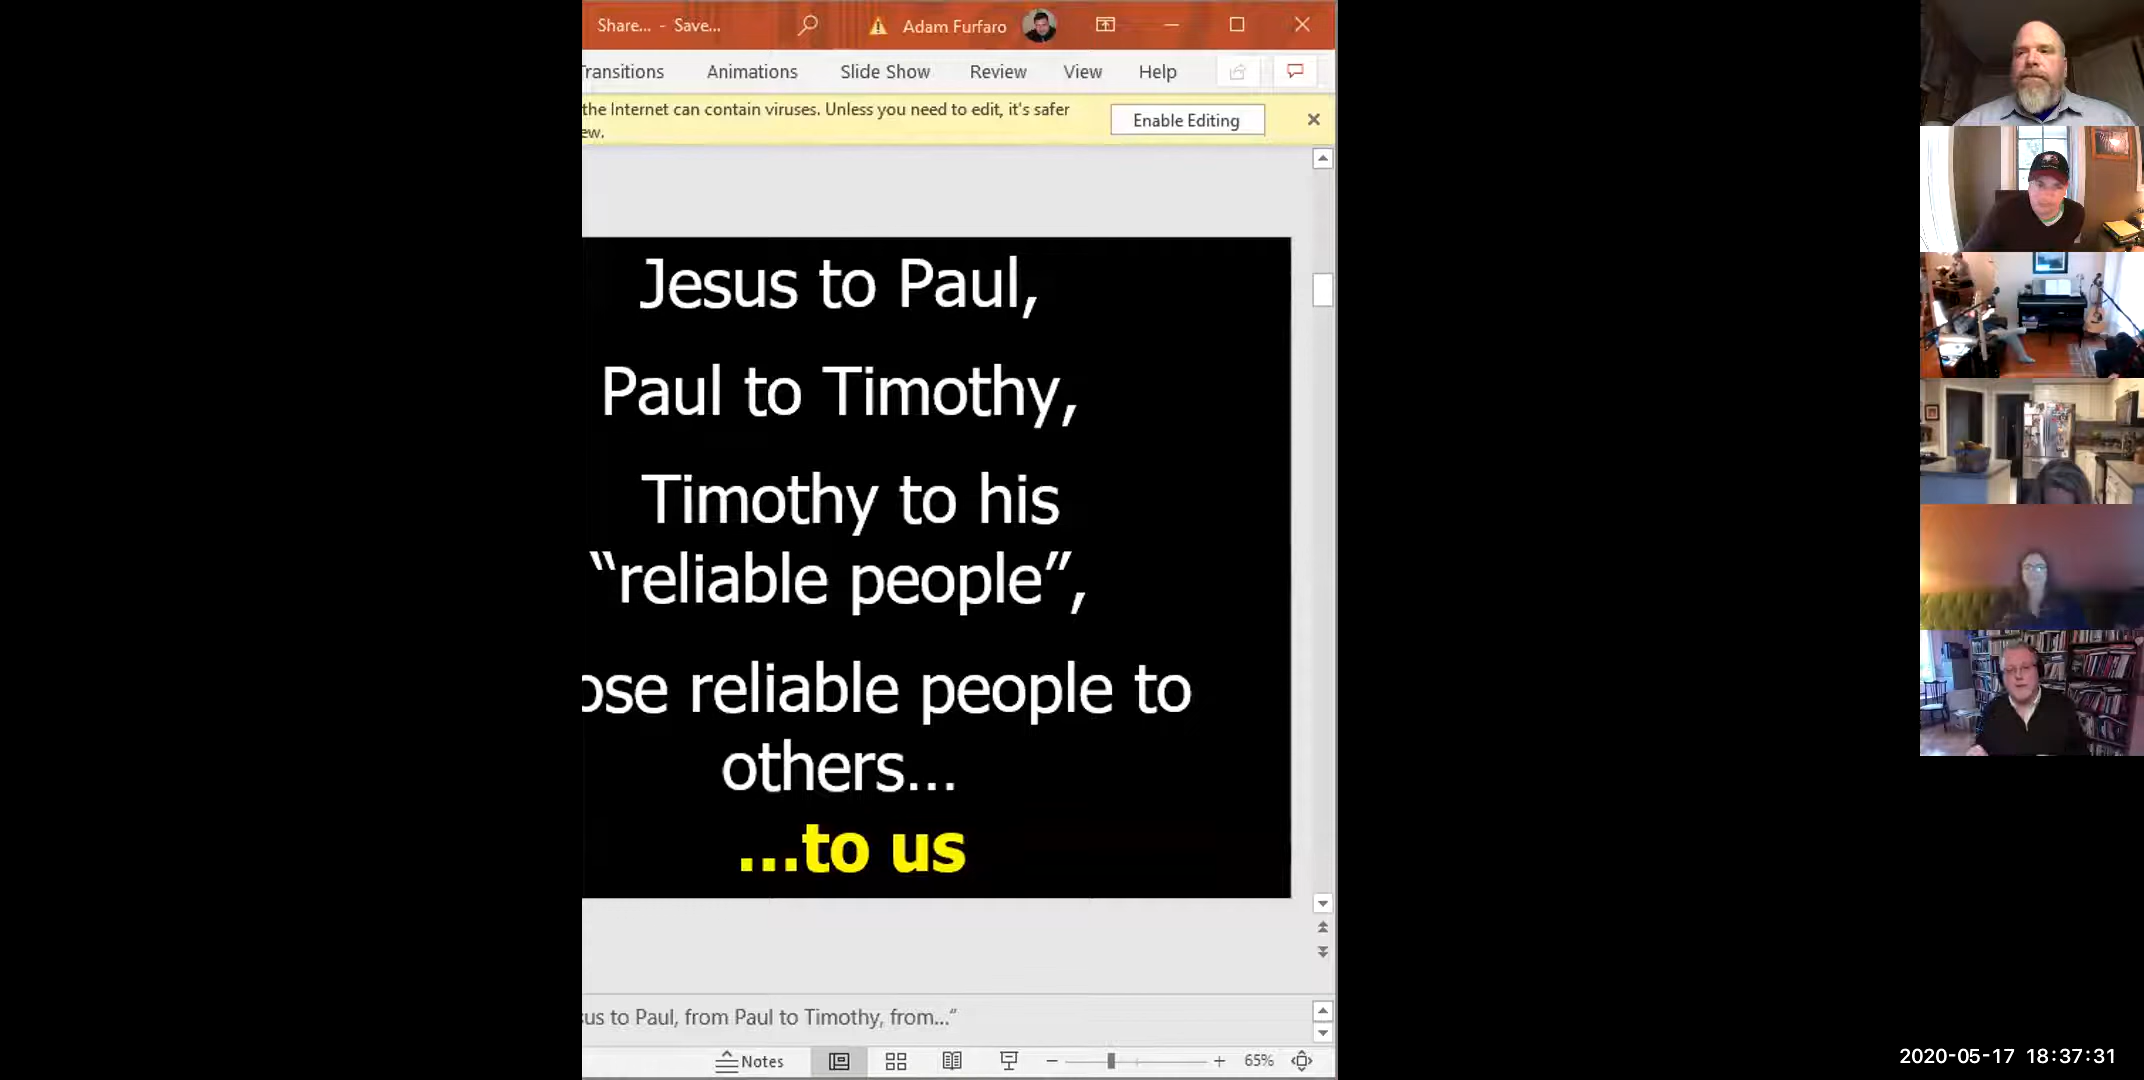 Share... - Save...
Adam Furfaro
Transitions Animations Slide Show Review View Help
the Internet can contain viruses. Unless you need to edit, it's safer
ew.
Enable Editing
Jesus to Paul,
Paul to Timothy,
Timothy to his
“reliable people”,
ose reliable people to
others…
…to us
sus to Paul, from Paul to Timothy, from…“
Notes
65%
2020-05-17 18:37:31